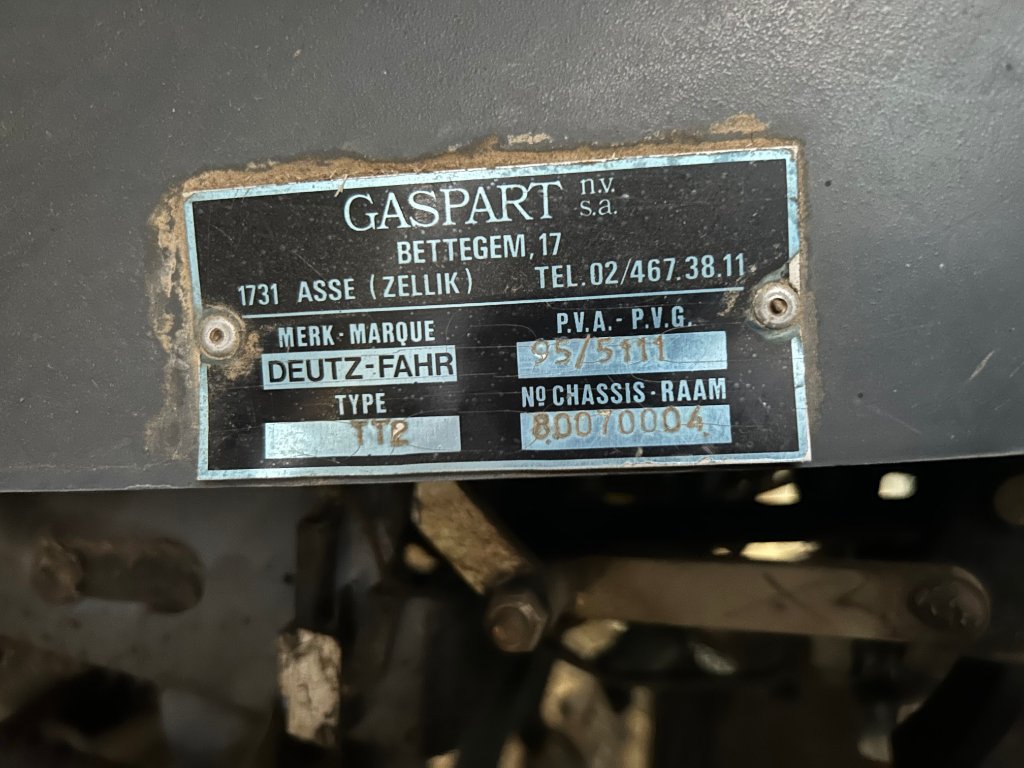 GASPART n.v. s.a.
BETTEGEM, 17
1731 ASSE (ZELLIK) TEL. 02/467.38.11
MERK - MARQUE P.V.A. - P.V.G.
DEUTZ-FAHR 95/5111
TYPE Nº CHASSIS - RAAM
TT2 80070004